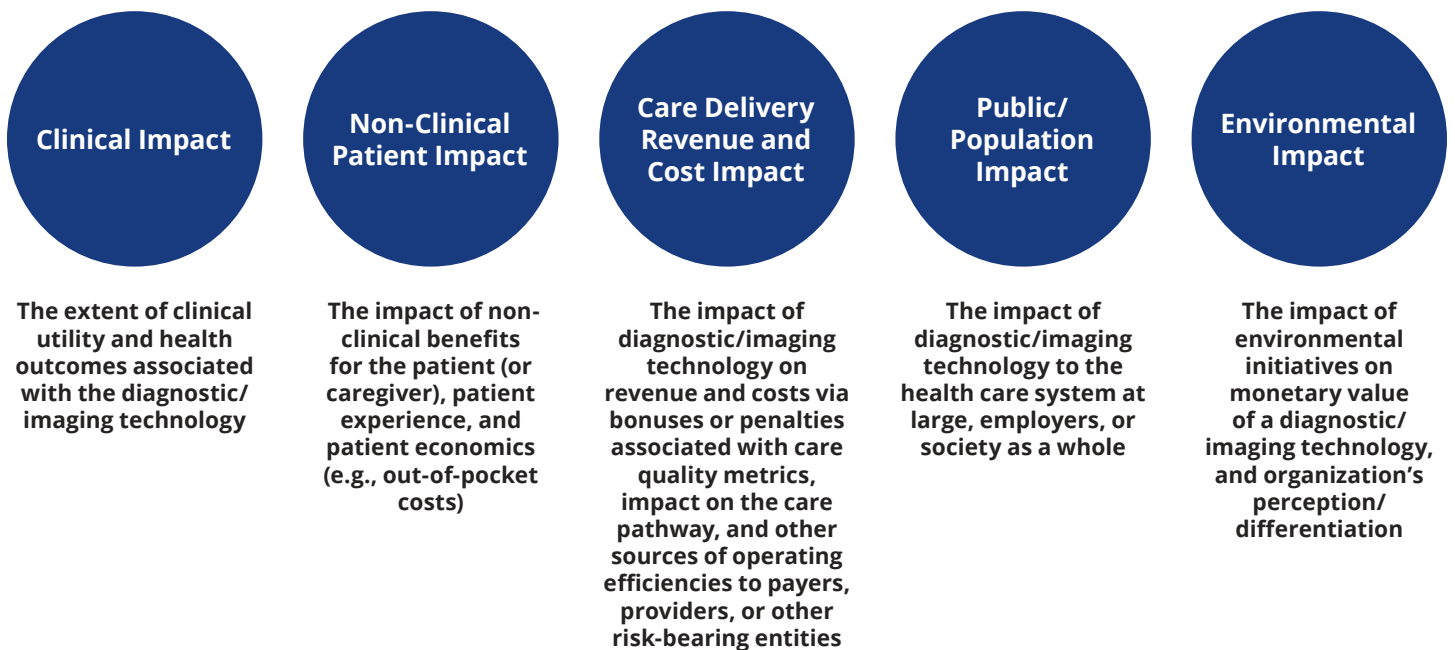 Clinical Impact
The extent of clinical
utility and health
outcomes associated
with the diagnostic/
imaging technology
Non-Clinical
Patient Impact
The impact of non-
clinical benefits
for the patient (or
caregiver), patient
experience, and
patient economics
(e.g., out-of-pocket
costs)
Care Delivery
Revenue and
Cost Impact
The impact of
diagnostic/imaging
technology on
revenue and costs via
bonuses or penalties
associated with care
quality metrics,
impact on the care
pathway, and other
sources of operating
efficiencies to payers,
providers, or other
risk-bearing entities
Public/
Population
Impact
The impact of
diagnostic/imaging
technology to the
health care system at
large, employers, or
society as a whole
Environmental
Impact
The impact of
environmental
initiatives on
monetary value
of a diagnostic/
imaging technology,
and organization’s
perception/
differentiation